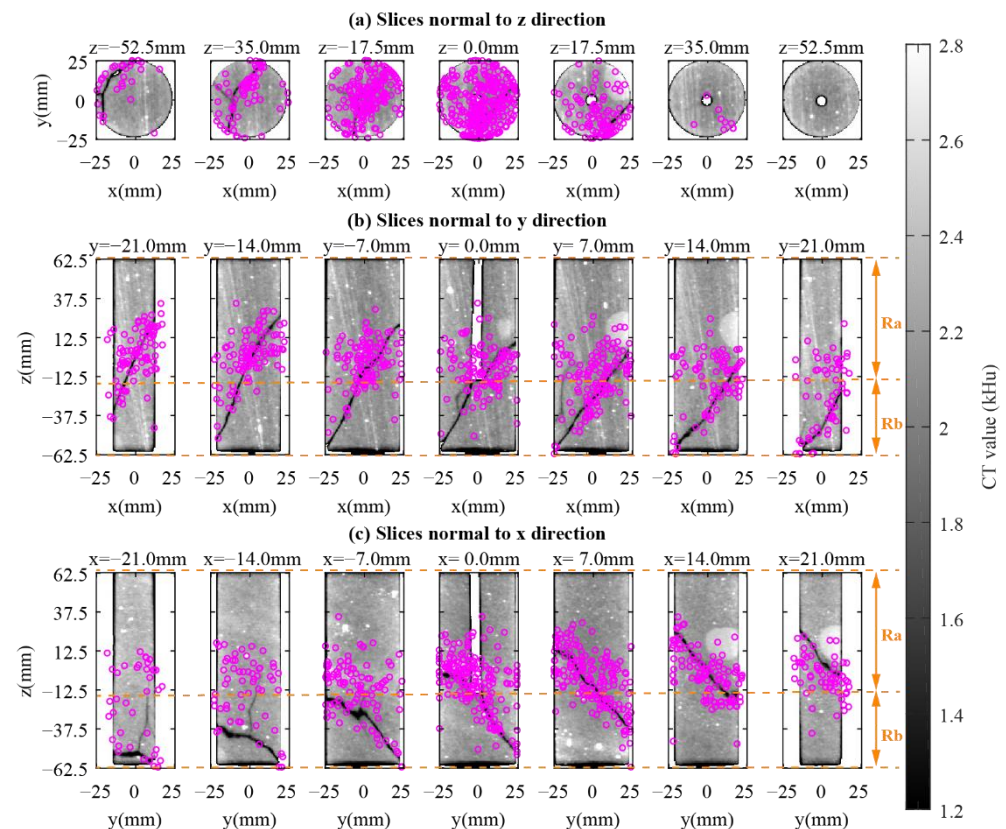 (a) Slices normal to z direction
z=−52.5mm z=−35.0mm z=−17.5mm z= 0.0mm z=17.5mm z=35.0mm z=52.5mm
y(mm)
25
0
−25
−25 0 25 −25 0 25 −25 0 25 −25 0 25 −25 0 25 −25 0 25 −25 0 25
x(mm) x(mm) x(mm) x(mm) x(mm) x(mm) x(mm)
(b) Slices normal to y direction
y=−21.0mm y=−14.0mm y=−7.0mm y= 0.0mm y= 7.0mm y=14.0mm y=21.0mm
z(mm)
62.5
37.5
12.5
−12.5
−37.5
−62.5
Ra
Rb
−25 0 25 −25 0 25 −25 0 25 −25 0 25 −25 0 25 −25 0 25 −25 0 25
x(mm) x(mm) x(mm) x(mm) x(mm) x(mm) x(mm)
(c) Slices normal to x direction
x=−21.0mm x=−14.0mm x=−7.0mm x= 0.0mm x= 7.0mm x=14.0mm x=21.0mm
z(mm)
62.5
37.5
12.5
−12.5
−37.5
−62.5
Ra
Rb
−25 0 25 −25 0 25 −25 0 25 −25 0 25 −25 0 25 −25 0 25 −25 0 25
y(mm) y(mm) y(mm) y(mm) y(mm) y(mm) y(mm)
2.8
2.6
2.4
2.2
2
1.8
1.6
1.4
1.2
CT value (kHu)